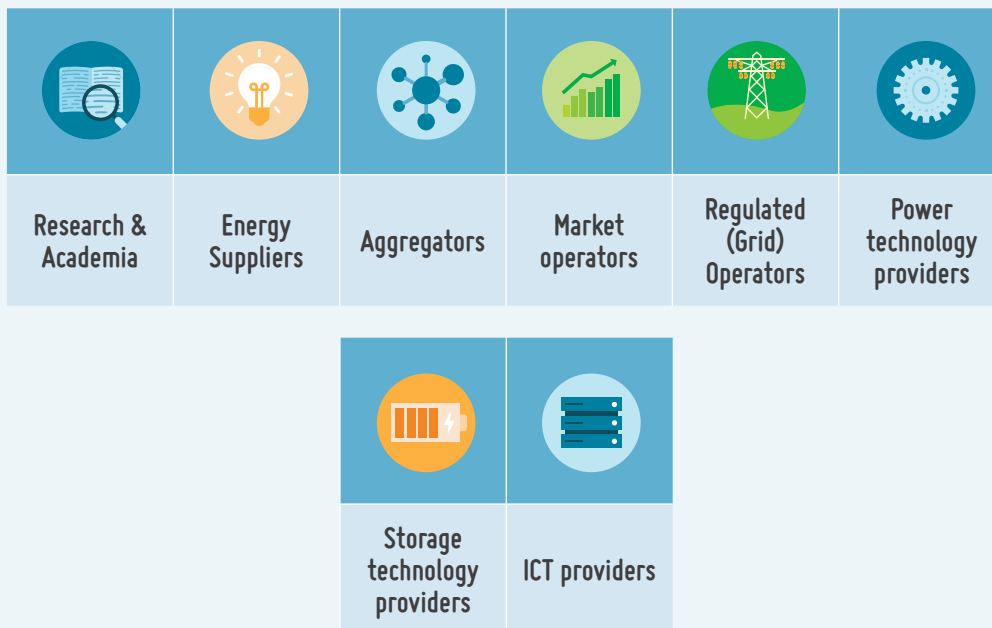 Research &
Academia
Energy
Suppliers
Aggregators
Market
operators
Regulated
(Grid)
Operators
Power
technology
providers
Storage
technology
providers
ICT providers